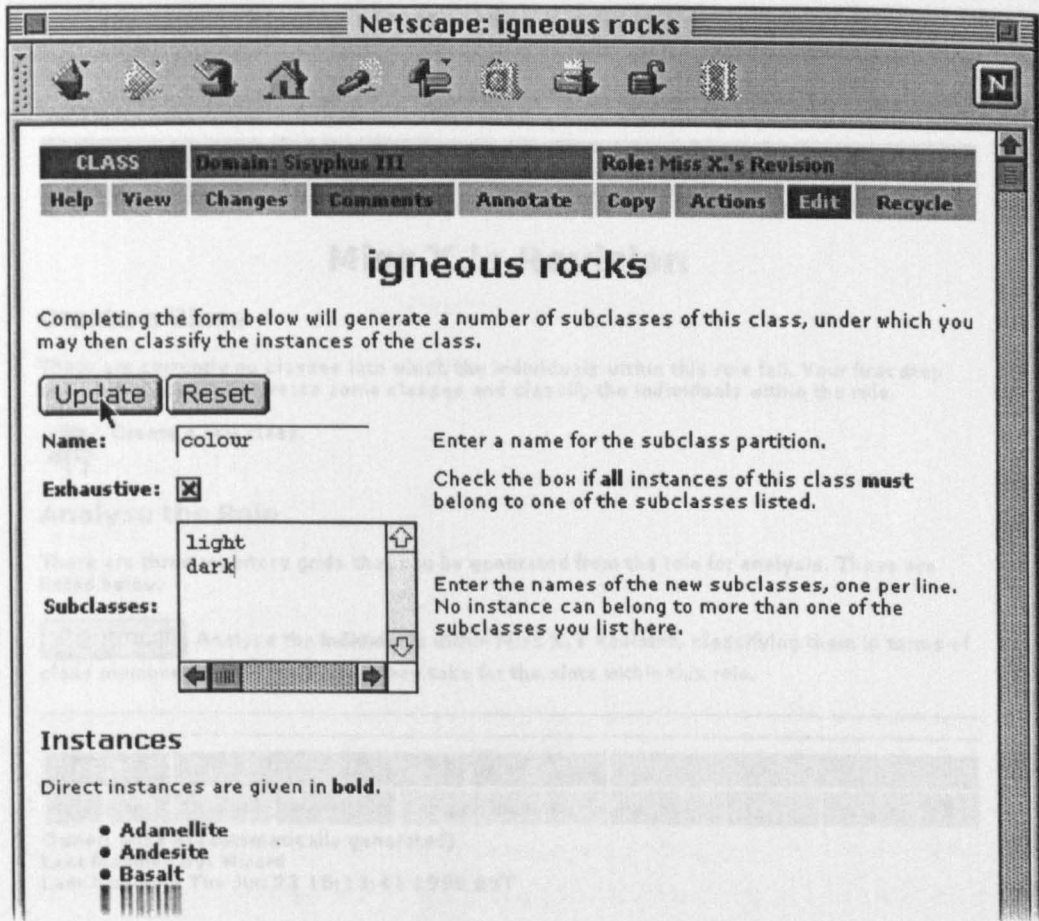 Netscape: igneous rocks
N
CLASS Domain: Sisyphus III Role: Miss X.'s Revision
Help View Changes Comments Annotate Copy Actions Edit Recycle
igneous rocks
Completing the form below will generate a number of subclasses of this class, under which you
may then classify the instances of the class.
Update Reset
Name: colour Enter a name for the subclass partition.
Exhaustive: Check the box if all instances of this class must
belong to one of the subclasses listed.
light
dark
Subclasses: Enter the names of the new subclasses, one per line.
No instance can belong to more than one of the
subclasses you list here.
Instances
Direct instances are given in bold.
Adamellite
Andesite
Basalt